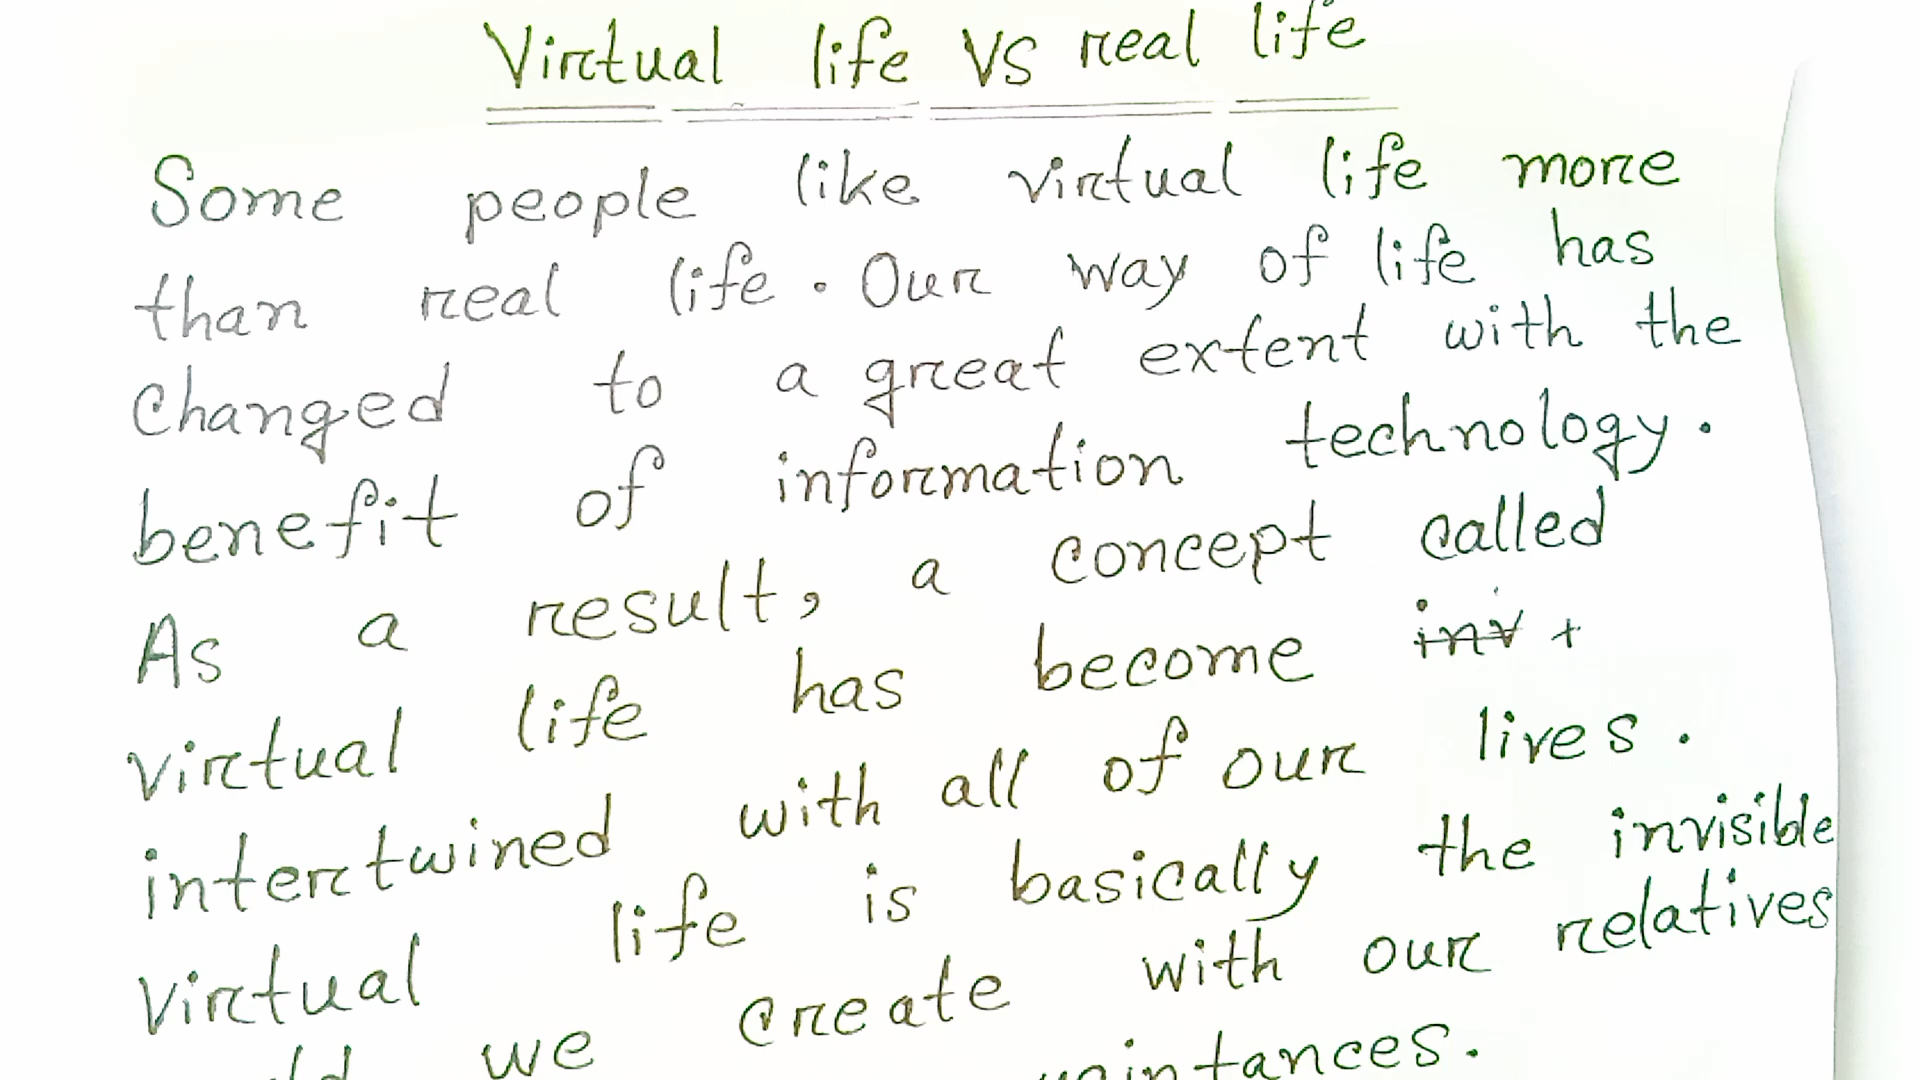 Virtual life VS real life
Some people like virtual life more
than real life. Our way of life has
Changed to a great extent with the
benefit of information technology.
As a result, a concept called
virtual life has become inv +
intertwined with all of our lives.
Virtual life is basically the invisible
we create with our relatives